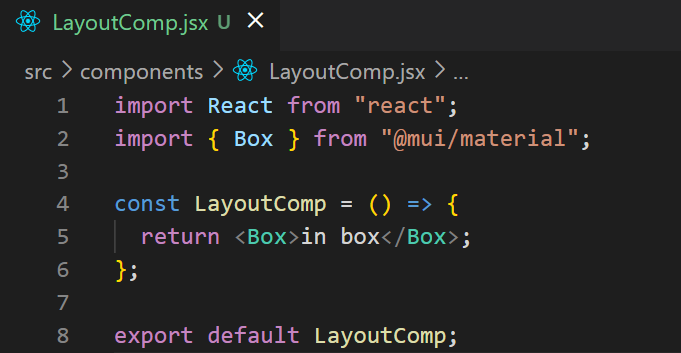 LayoutComp.jsx U ×
src > components > LayoutComp.jsx > ...
1 import React from "react";
2 import { Box } from "@mui/material";
3
4 const LayoutComp = () => {
5   return <Box>in box</Box>;
6 };
7
8 export default LayoutComp;